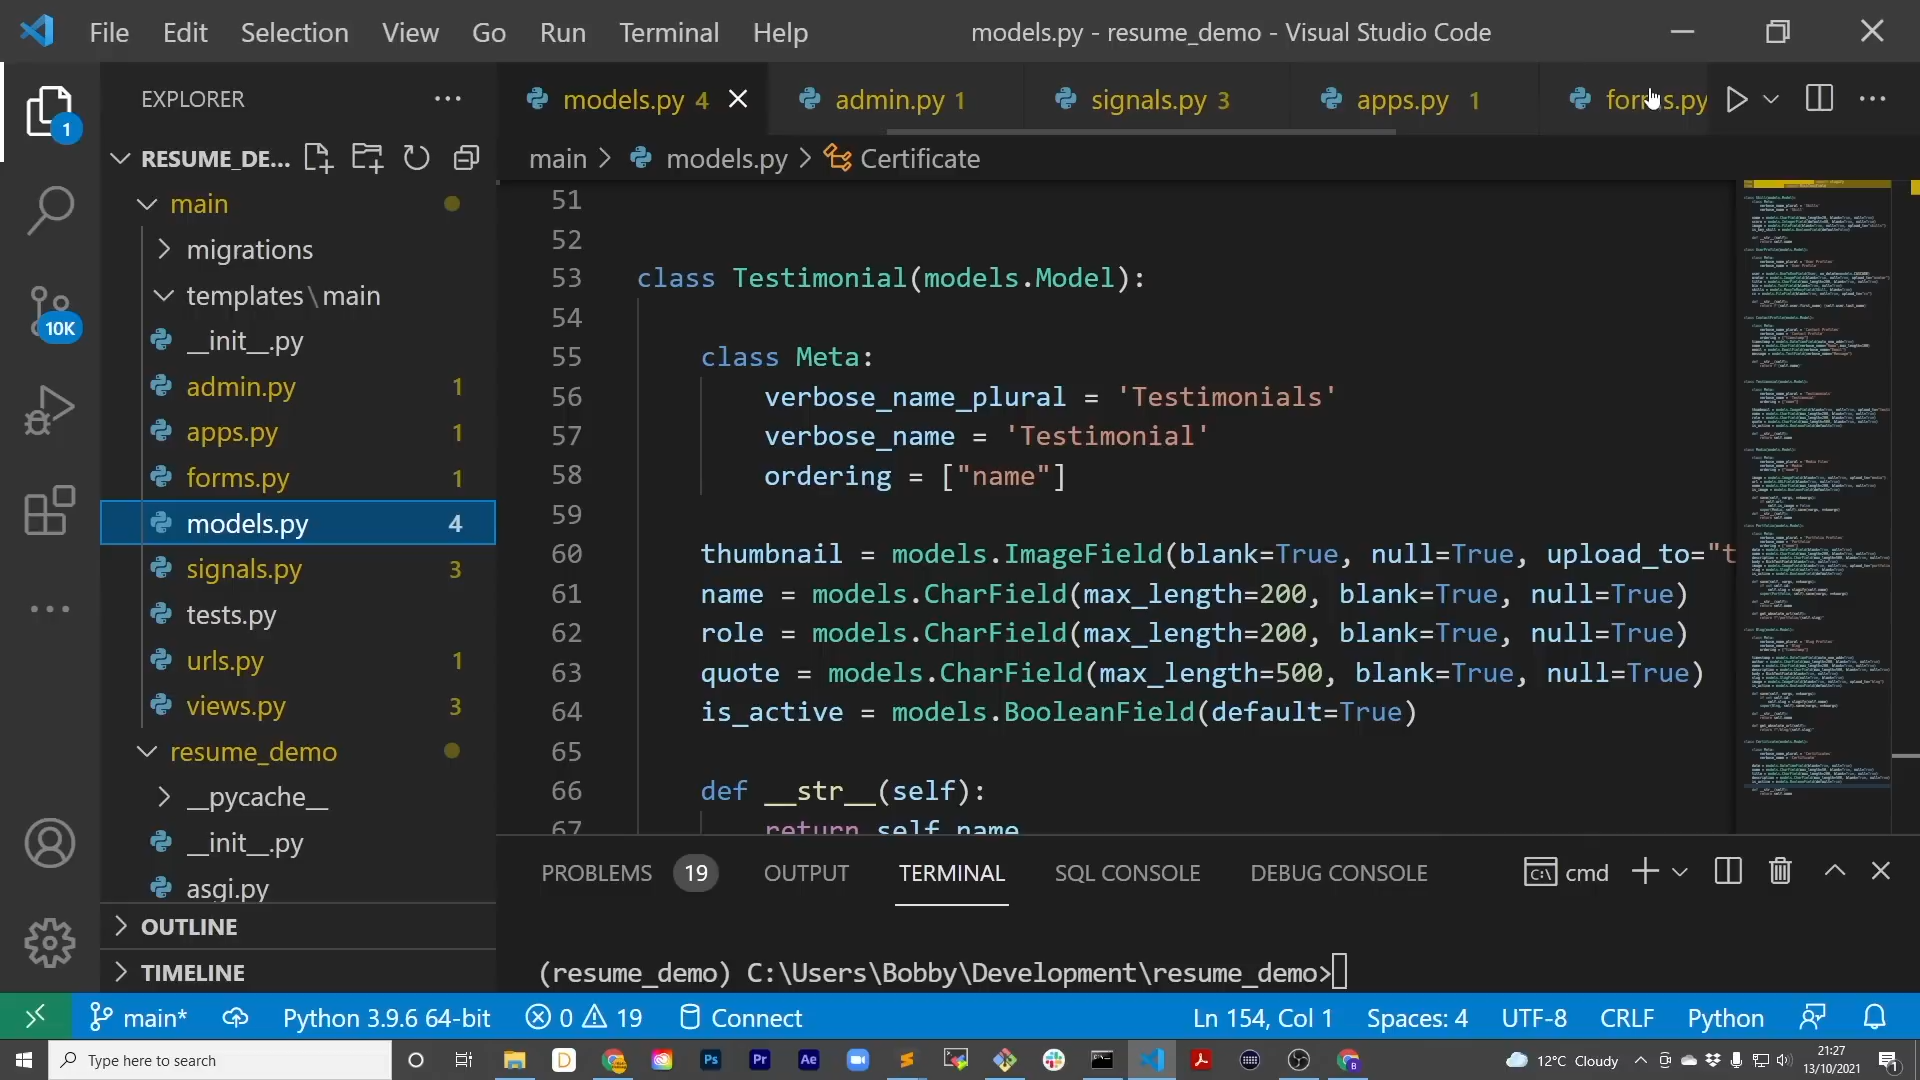 File Edit Selection View Go Run Terminal Help
models.py - resume_demo - Visual Studio Code
EXPLORER
models.py 4
admin.py 1
signals.py 3
apps.py 1
forms.py
RESUME_DE...
main > models.py > Certificate
main
migrations
templates\main
__init__.py
admin.py 1
apps.py 1
forms.py 1
models.py 4
signals.py 3
tests.py
urls.py 1
views.py 3
resume_demo
__pycache__
__init__.py
asgi.py
OUTLINE
TIMELINE
1
10K
51
52
53 class Testimonial(models.Model):
54
55 class Meta:
56 verbose_name_plural = 'Testimonials'
57 verbose_name = 'Testimonial'
58 ordering = ["name"]
59
60 thumbnail = models.ImageField(blank=True, null=True, upload_to="t
61 name = models.CharField(max_length=200, blank=True, null=True)
62 role = models.CharField(max_length=200, blank=True, null=True)
63 quote = models.CharField(max_length=500, blank=True, null=True)
64 is_active = models.BooleanField(default=True)
65
66 def __str__(self):
67 return self.name
PROBLEMS 19 OUTPUT TERMINAL SQL CONSOLE DEBUG CONSOLE
cmd
(resume_demo) C:\Users\Bobby\Development\resume_demo>
main* Python 3.9.6 64-bit 0 19 Connect
Ln 154, Col 1 Spaces: 4 UTF-8 CRLF Python
Type here to search
D
Ps
Pr
Ae
12°C Cloudy
21:27
13/10/2021
1